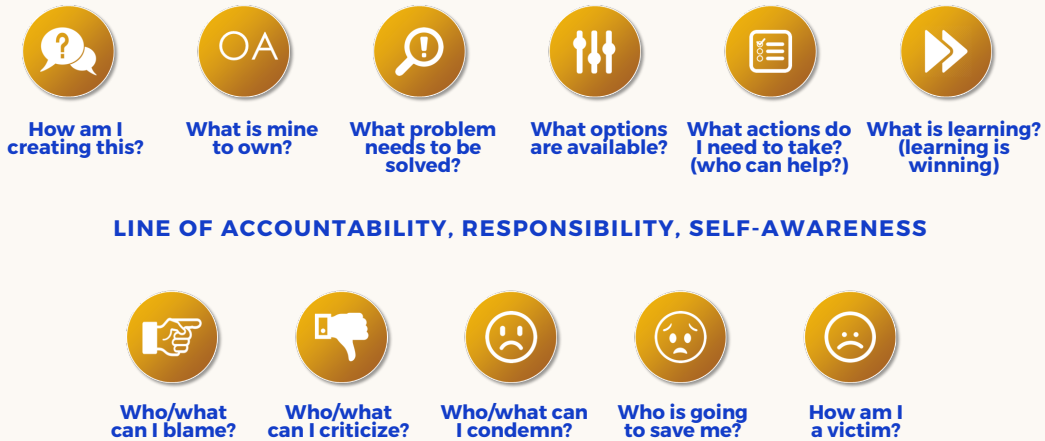 ?
OA
!
How am I
creating this?
What is mine
to own?
What problem
needs to be
solved?
What options
are available?
What actions do
I need to take?
(who can help?)
What is learning?
(learning is
winning)
LINE OF ACCOUNTABILITY, RESPONSIBILITY, SELF-AWARENESS
Who/what
can I blame?
Who/what
can I criticize?
Who/what can
I condemn?
Who is going
to save me?
How am I
a victim?